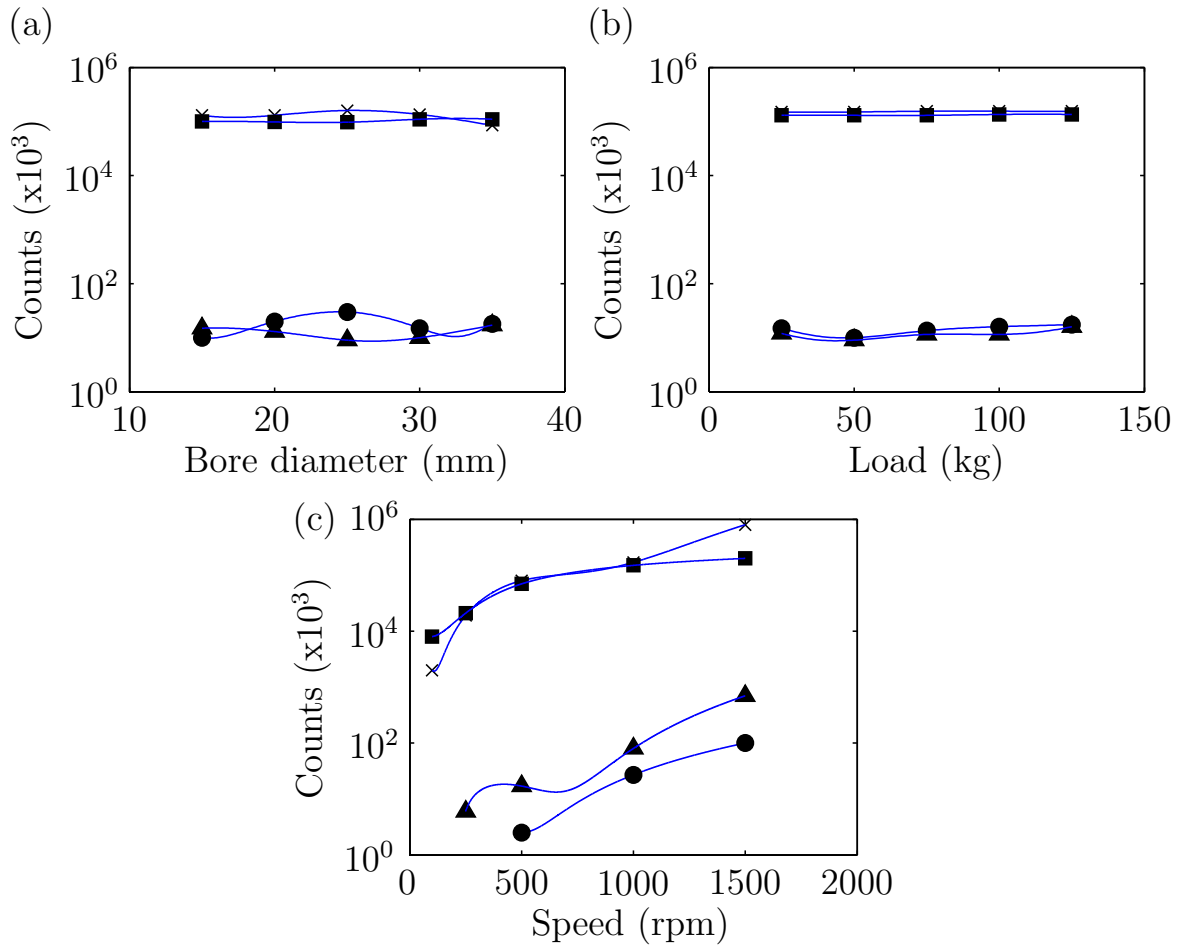 (a)
10^6
10^4
10^2
10^0
Counts (x10^3)
10 20 30 40
Bore diameter (mm)
(b)
10^6
10^4
10^2
10^0
Counts (x10^3)
0 50 100 150
Load (kg)
(c)
10^6
10^4
10^2
10^0
Counts (x10^3)
0 500 1000 1500 2000
Speed (rpm)